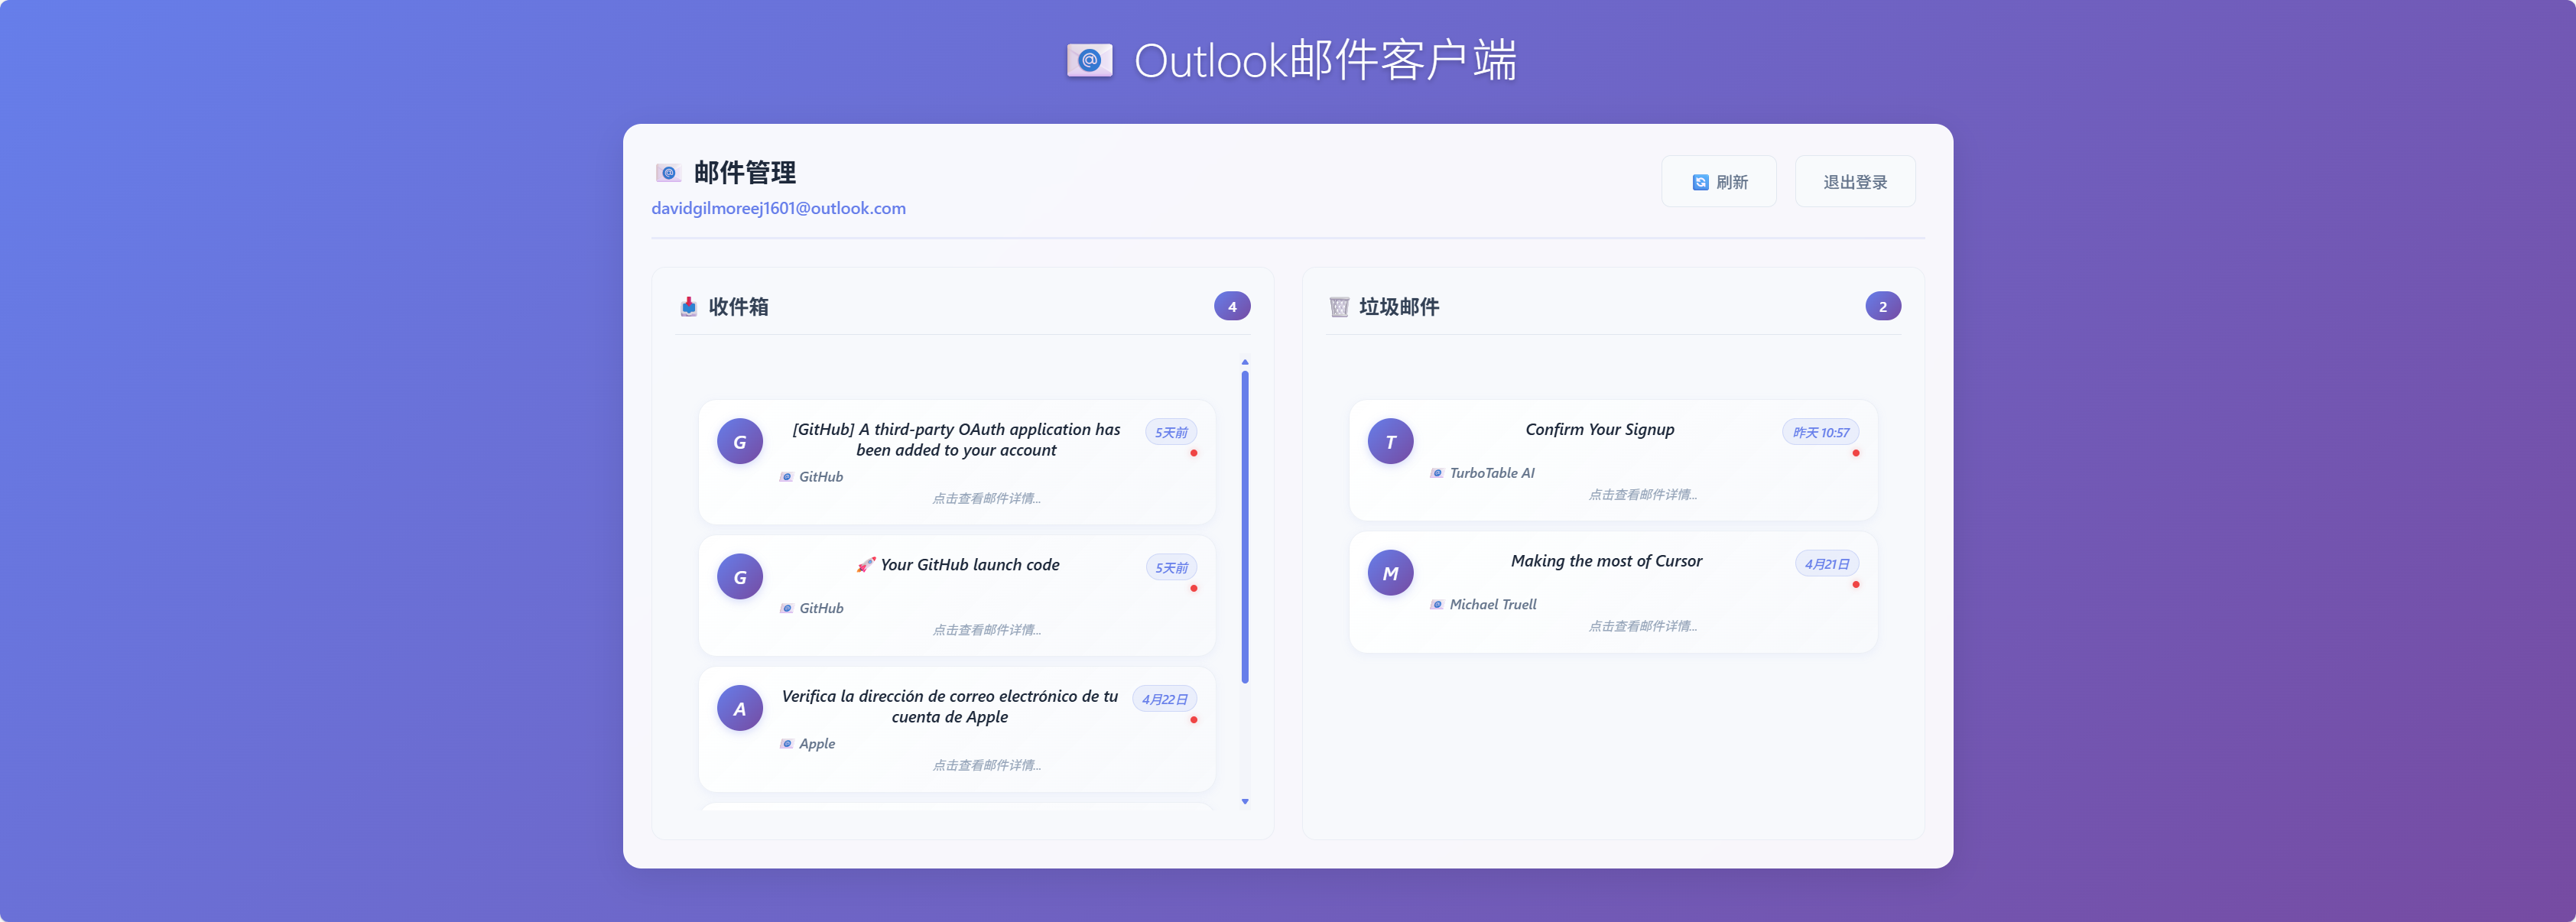 Outlook邮件客户端
邮件管理
davidgilmoreej1601@outlook.com
刷新
退出登录
收件箱
4
G
[GitHub] A third-party OAuth application has
been added to your account
5天前
GitHub
点击查看邮件详情...
G
🚀 Your GitHub launch code
5天前
GitHub
点击查看邮件详情...
A
Verifica la dirección de correo electrónico de tu
cuenta de Apple
4月22日
Apple
点击查看邮件详情...
垃圾邮件
2
T
Confirm Your Signup
昨天 10:57
TurboTable AI
点击查看邮件详情...
M
Making the most of Cursor
4月21日
Michael Truell
点击查看邮件详情...